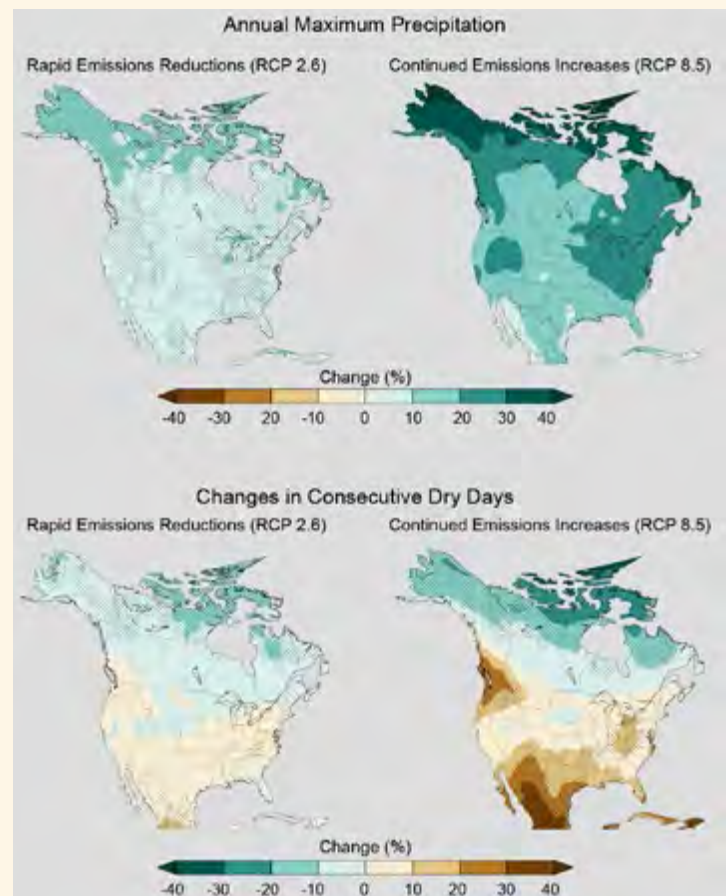 Annual Maximum Precipitation
Rapid Emissions Reductions (RCP 2.6) Continued Emissions Increases (RCP 8.5)
Change (%)
-40 -30 20 -10 0 10 20 30 40
Changes in Consecutive Dry Days
Rapid Emissions Reductions (RCP 2.6) Continued Emissions Increases (RCP 8.5)
Change (%)
-40 -30 -20 -10 0 10 20 30 40